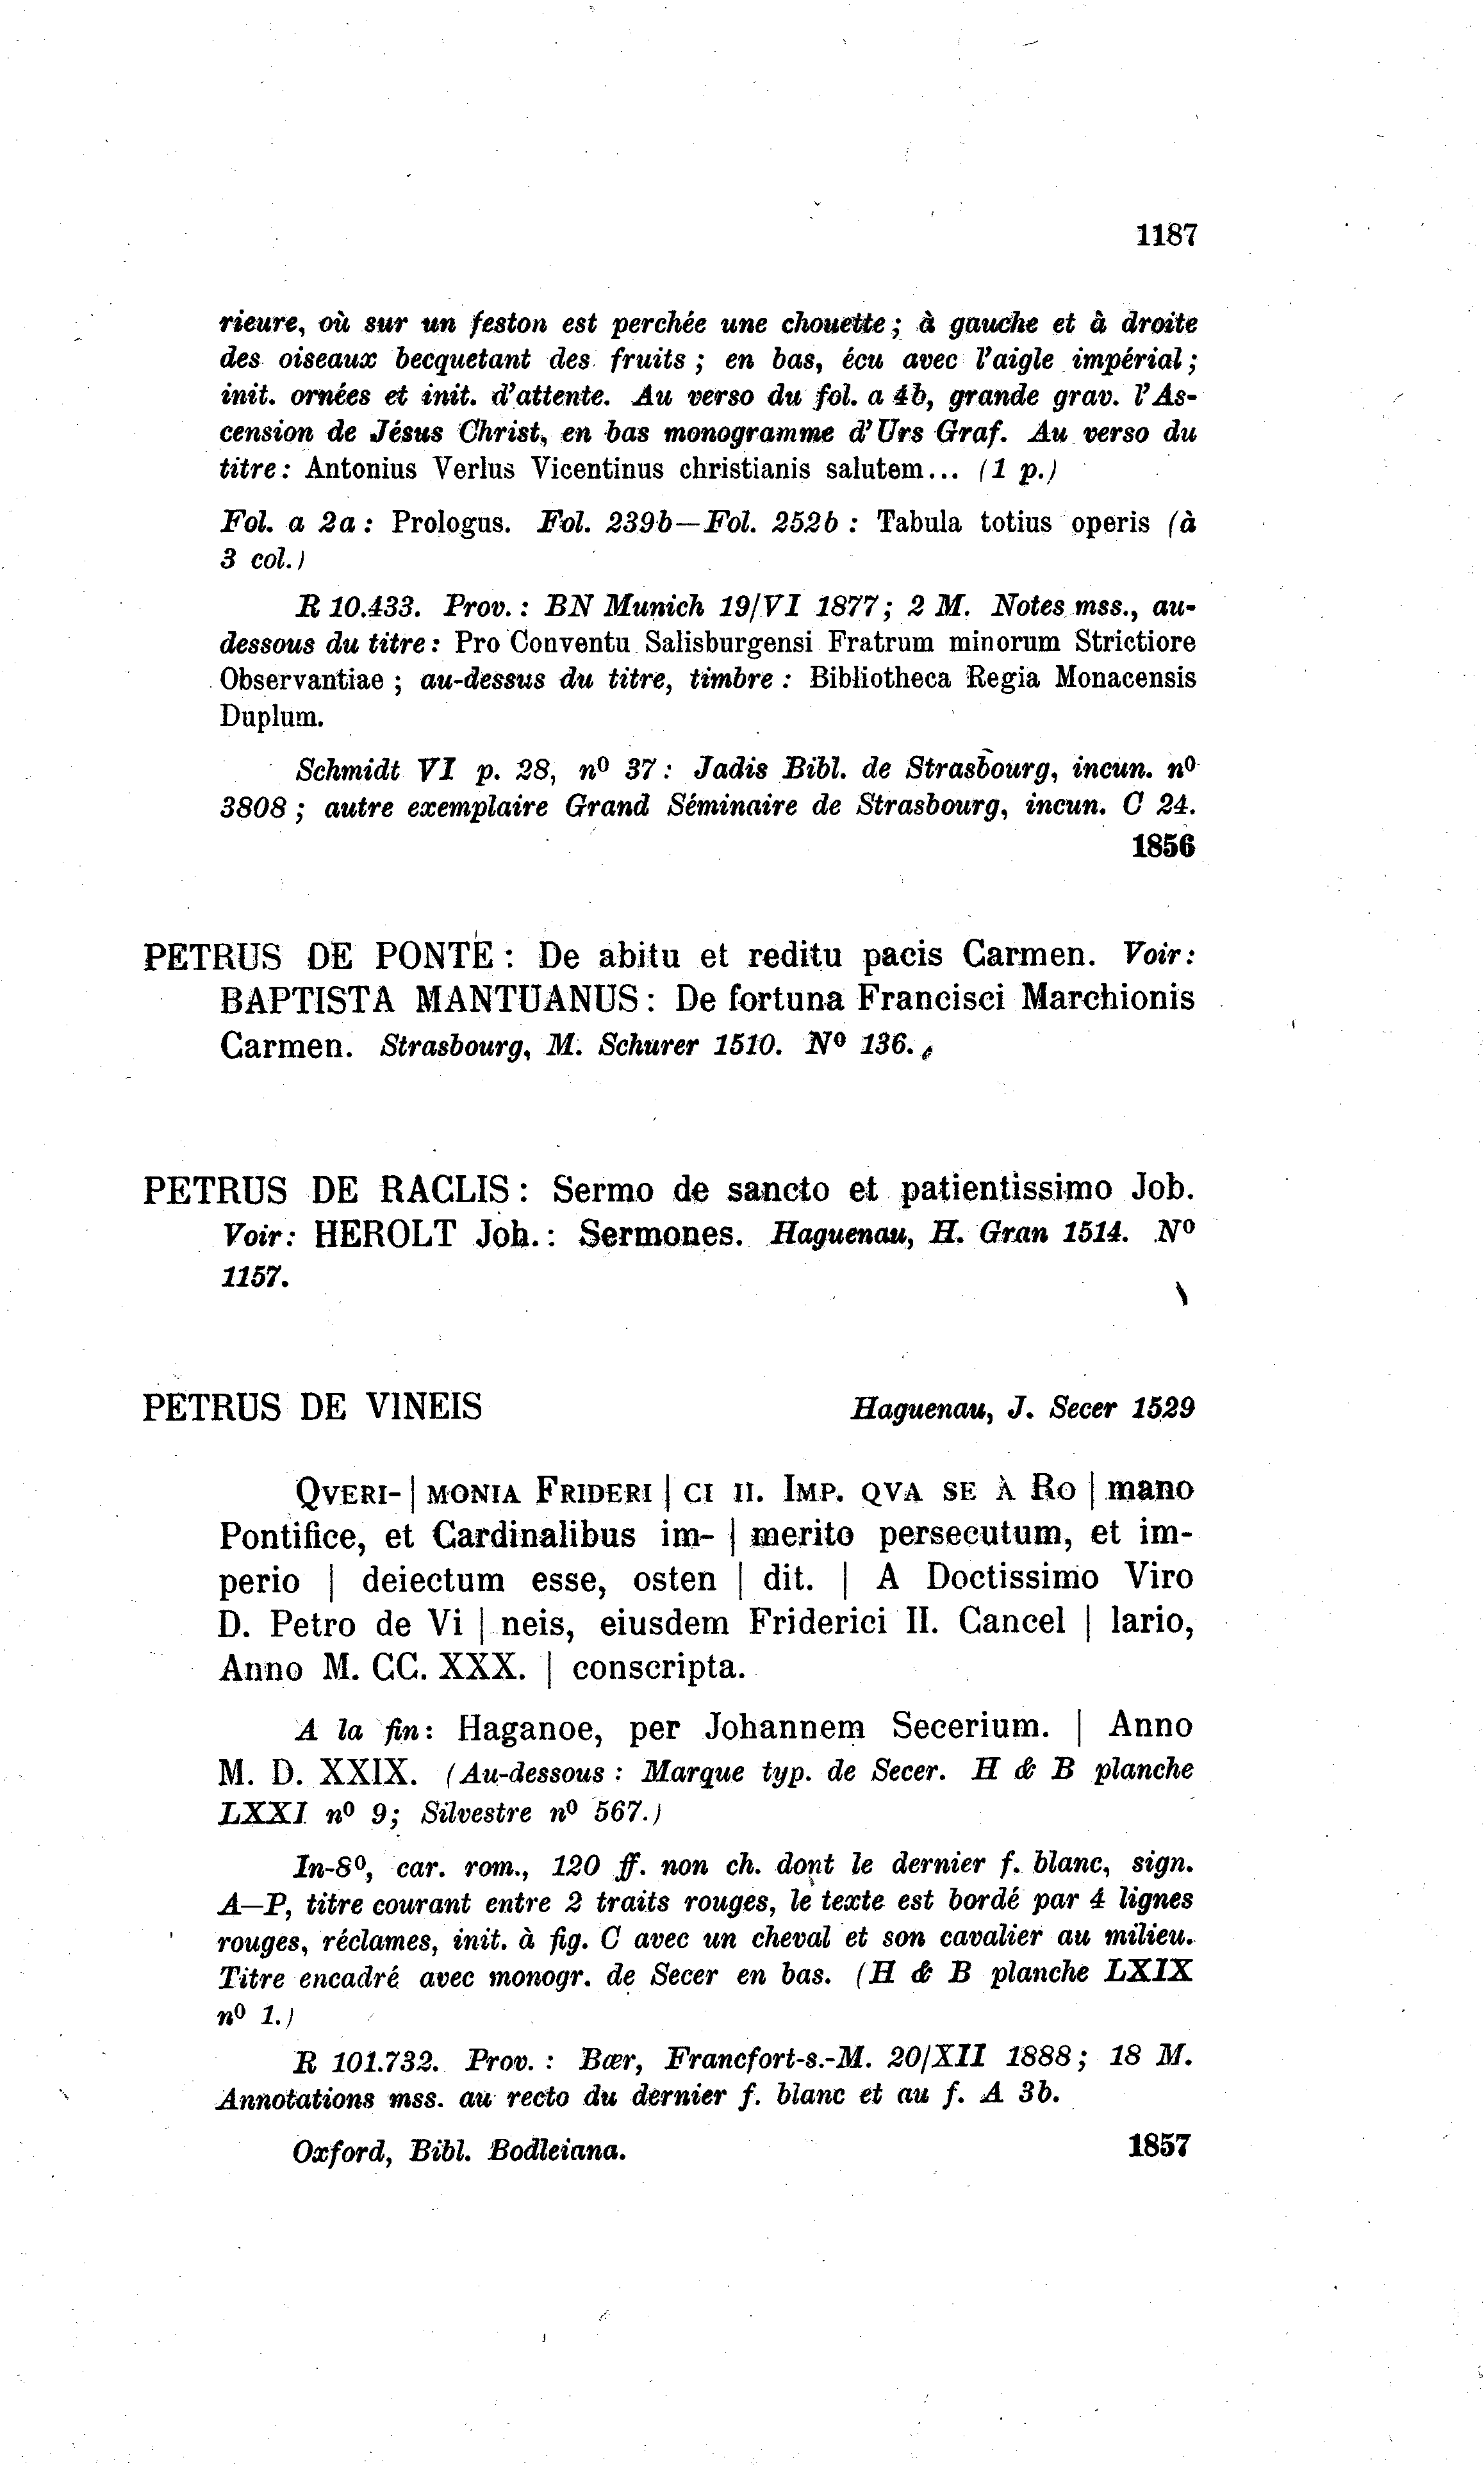 1187
rieure, où sur un feston est perchée une chouette ; à gauche et à droite
des oiseaux becquetant des fruits ; en bas, écu avec l'aigle impérial ;
init. ornées et init. d'attente. Au verso du fol. a 4b, grande grav. l'As-
cension de Jésus Christ, en bas monogramme d'Urs Graf. Au verso du
titre : Antonius Verlus Vicentinus christianis salutem... (1 p.)
Fol. a 2a : Prologus. Fol. 239b—Fol. 252b : Tabula totius operis (à
3 col.)
R 10.433. Prov. : BN Munich 19/VI 1877 ; 2 M. Notes mss., au-
dessous du titre : Pro Conventu Salisburgensi Fratrum minorum Strictiore
Observantiae ; au-dessus du titre, timbre : Bibliotheca Regia Monacensis
Duplum.
Schmidt VI p. 28, nº 37 : Jadis Bibl. de Strasbourg, incun. nº
3808 ; autre exemplaire Grand Séminaire de Strasbourg, incun. C 24.
1856
PETRUS DE PONTE : De abitu et reditu pacis Carmen. Voir :
BAPTISTA MANTUANUS : De fortuna Francisci Marchionis
Carmen. Strasbourg, M. Schurer 1510. Nº 136.
PETRUS DE RACLIS : Sermo de sancto et patientissimo Job.
Voir : HEROLT Joh. : Sermones. Haguenau, H. Gran 1514. Nº
1157.
PETRUS DE VINEIS Haguenau, J. Secer 1529
QVERI- | MONIA FRIDERI | CI II. IMP. QVA SE À RO | mano
Pontifice, et Cardinalibus im- | merito persecutum, et im-
perio | deiectum esse, osten | dit. | A Doctissimo Viro
D. Petro de Vi | neis, eiusdem Friderici II. Cancel | lario,
Anno M. CC. XXX. | conscripta.
A la fin : Haganoe, per Johannem Secerium. | Anno
M. D. XXIX. (Au-dessous : Marque typ. de Secer. H & B planche
LXXI nº 9 ; Silvestre nº 567.)
In-8º, car. rom., 120 ff. non ch. dont le dernier f. blanc, sign.
A—P, titre courant entre 2 traits rouges, le texte est bordé par 4 lignes
rouges, réclames, init. à fig. C avec un cheval et son cavalier au milieu.
Titre encadré avec monogr. de Secer en bas. (H & B planche LXIX
nº 1.)
R 101.732. Prov. : Bær, Francfort-s.-M. 20/XII 1888 ; 18 M.
Annotations mss. au recto du dernier f. blanc et au f. A 3b.
Oxford, Bibl. Bodleiana. 1857